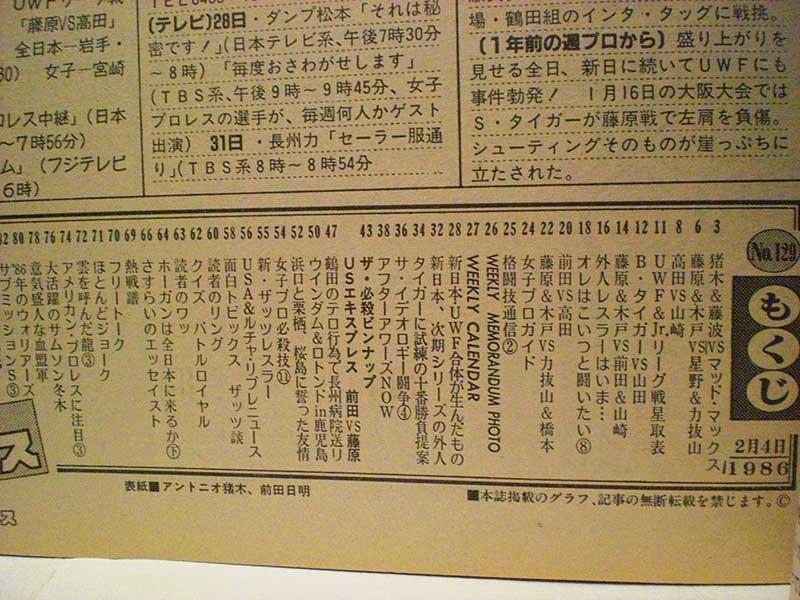 UWF
「藤原VS高田」
全日本―岩手・
女子―宮崎
ロレス中継」(日本
〜7時56分)
ム」(フジテレビ
6時)
(テレビ)28日・ダンプ松本「それは秘
密です!」(日本テレビ系、午後7時30分
〜8時)「毎度おさわがせします」
(TBS系、午後9時〜9時45分、女子
プロレスの選手が、毎週何人かゲスト
出演) 31日・長州力「セーラー服通
り」(TBS系8時〜8時54分
場・鶴田組のインタ・タッグに挑戦。
(1年前の週プロから)盛り上がりを
見せる全日、新日に続いてUWFにも
事件勃発! 1月16日の大阪大会では
S・タイガーが藤原戦で左肩を負傷。
シューティングそのものが崖っぷちに
立たされた。
No.129
もくじ
2月4日
1986
3 猪木&藤波VSマッド・マックス
6 藤原&木戸VS星野&力抜山
8 高田VS山崎
11 UWF&Jr.リーグ戦星取表
12 B・タイガーVS山田
14 藤原&木戸VS前田&山崎
16 外人レスラーはいま…
18 オレはこいつと闘いたい⑧
20 前田VS高田
22 藤原&木戸VS力抜山&橋本
24 女子プロガイド
25 格闘技通信②
26 WEEKLY MEMORANDUM PHOTO
27 WEEKLY CALENDAR
28 新日本UWF合体が生んだもの
32 新日本、次期シリーズの外人
34 タイガーに試練の十番勝負提案
36 ザ・イデオロギー闘争④
38 アフターアワーズNOW
43 ザ・必殺ピンナップ
USエキスプレス 前田VS藤原
47 鶴田のテロ行為で長州病院送り
50 ウインダム&ロトンドin鹿児島
52 浜口と栗栖、桜島に誓った友情
54 女子プロ必殺技⑪
55 新・ザッツレスラー
56 USA&ルチャ・リブレニュース
58 面白トピックス、ザッツ談
60 読者のリング
62 クイズ、バトルロイヤル
63 読者のワッ
64 ホーガンは全日本に来るか㊦
66 さすらいのエッセイスト
68 熱戦譜
70 フリートーク
71 ほとんどジョーク
72 雲を呼んだ龍③
74 アメリカン・プロレスに注目③
76 大活躍のサムソン冬木
78 意気盛んな血盟軍
80 '86年のウォリアーズ
82 サブミッションS③
表紙■アントニオ猪木、前田日明
■本誌掲載のグラフ、記事の無断転載を禁じます。©
ス
ス